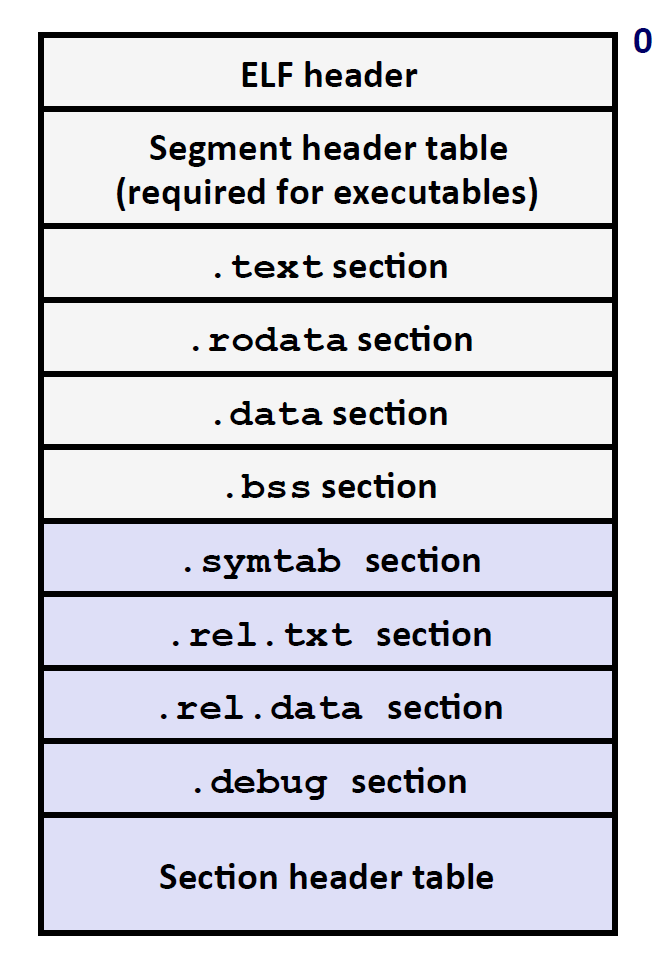 0
ELF header
Segment header table
(required for executables)
.text section
.rodata section
.data section
.bss section
.symtab section
.rel.txt section
.rel.data section
.debug section
Section header table